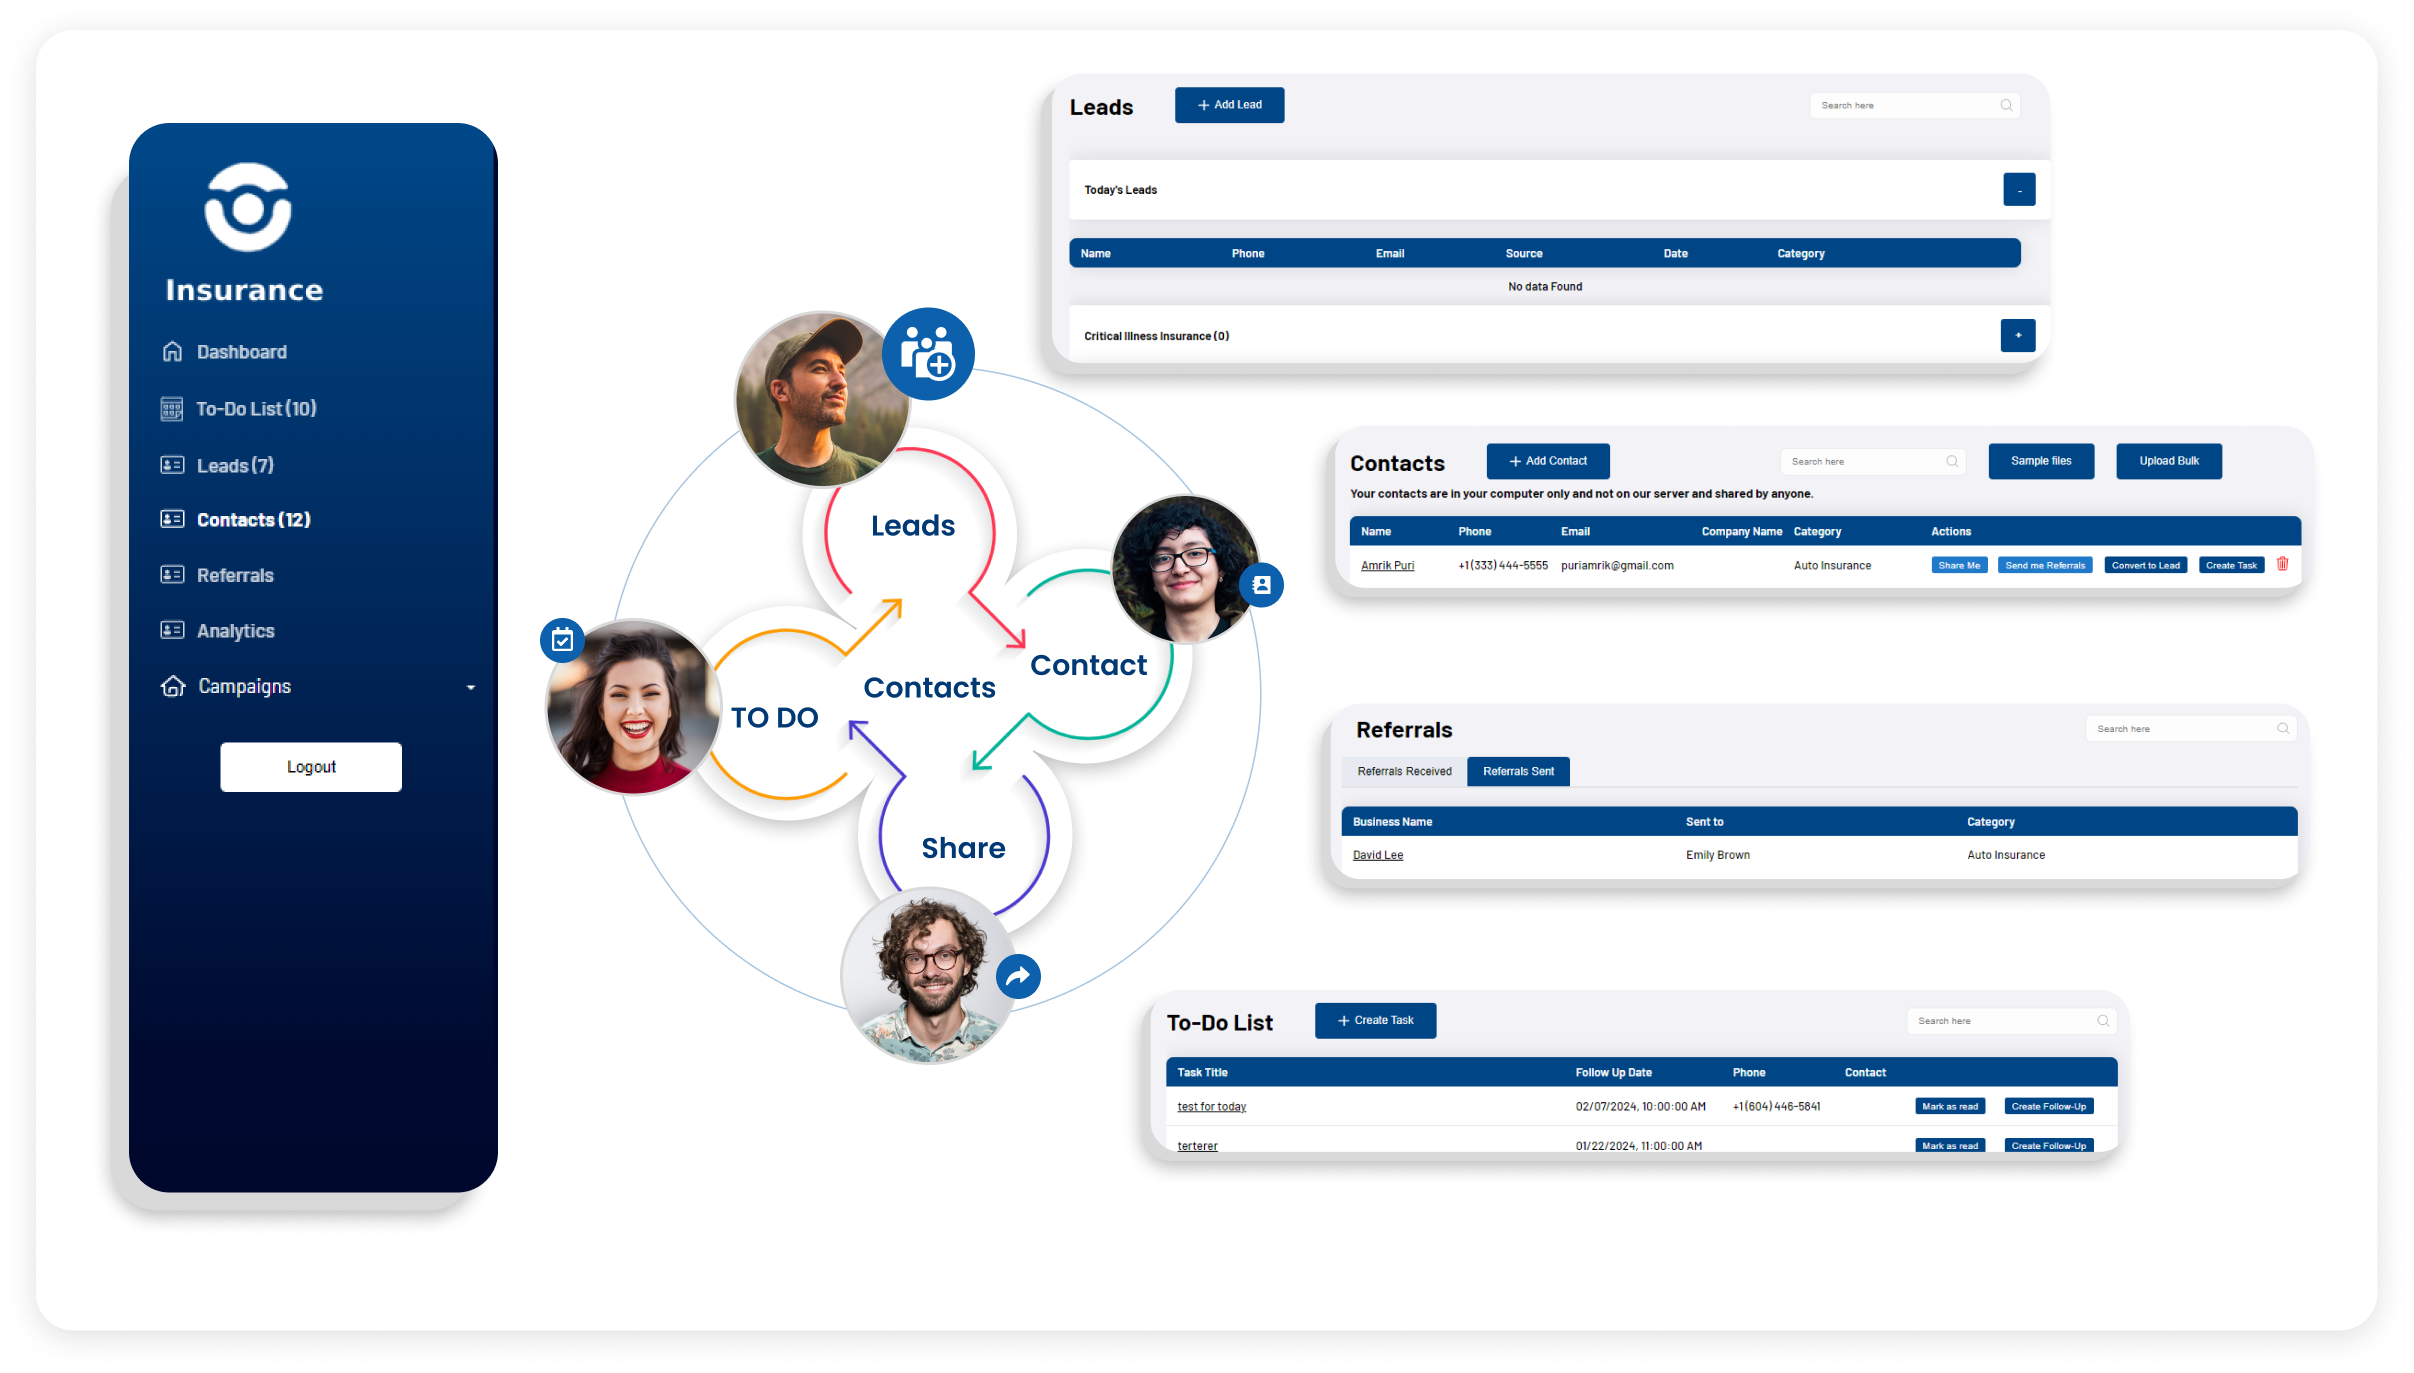 Insurance
Dashboard
To-Do List (10)
Leads (7)
Contacts (12)
Referrals
Analytics
Campaigns
Logout
Leads
Contact
Contacts
TO DO
Share
Leads
+ Add Lead
Search here
Today's Leads
-
Name Phone Email Source Date Category
No data Found
Critical Illness Insurance (0)
+
Contacts
+ Add Contact
Search here
Sample files
Upload Bulk
Your contacts are in your computer only and not on our server and shared by anyone.
Name Phone Email Company Name Category Actions
Amrik Puri +1 (333) 444-5555 puriamrik@gmail.com Auto Insurance Share Me Send me Referrals Convert to Lead Create Task
Referrals
Search here
Referrals Received Referrals Sent
Business Name Sent to Category
David Lee Emily Brown Auto Insurance
To-Do List
+ Create Task
Search here
Task Title Follow Up Date Phone Contact
test for today 02/07/2024, 10:00:00 AM +1 (604) 446-5841 Mark as read Create Follow-Up
terterer 01/22/2024, 11:00:00 AM Mark as read Create Follow-Up